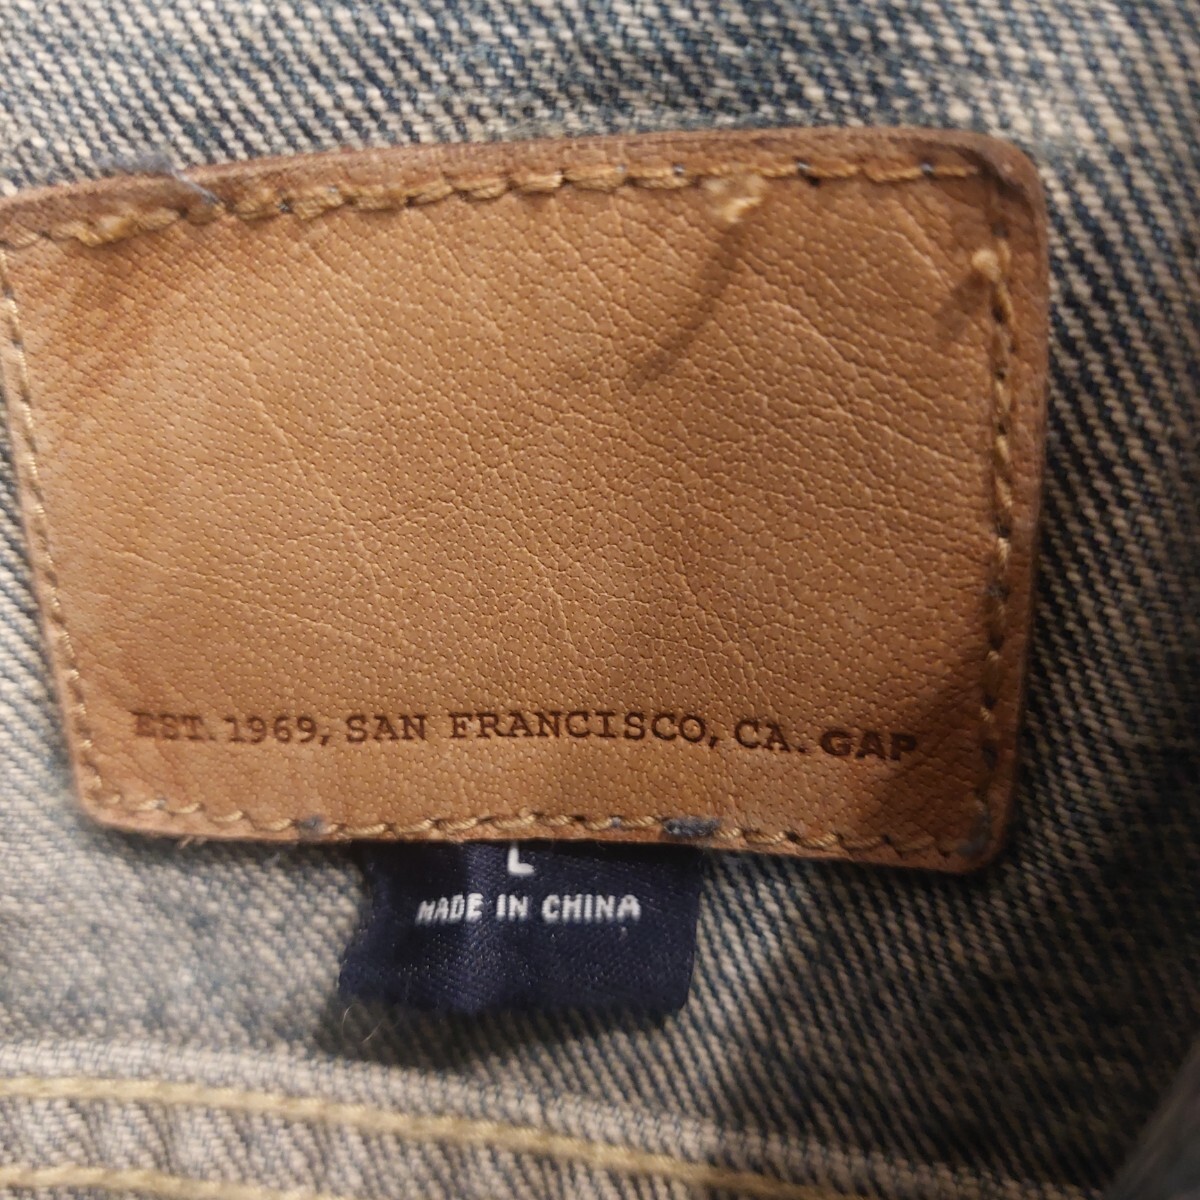 EST. 1969, SAN FRANCISCO, CA. GAP
L
MADE IN CHINA